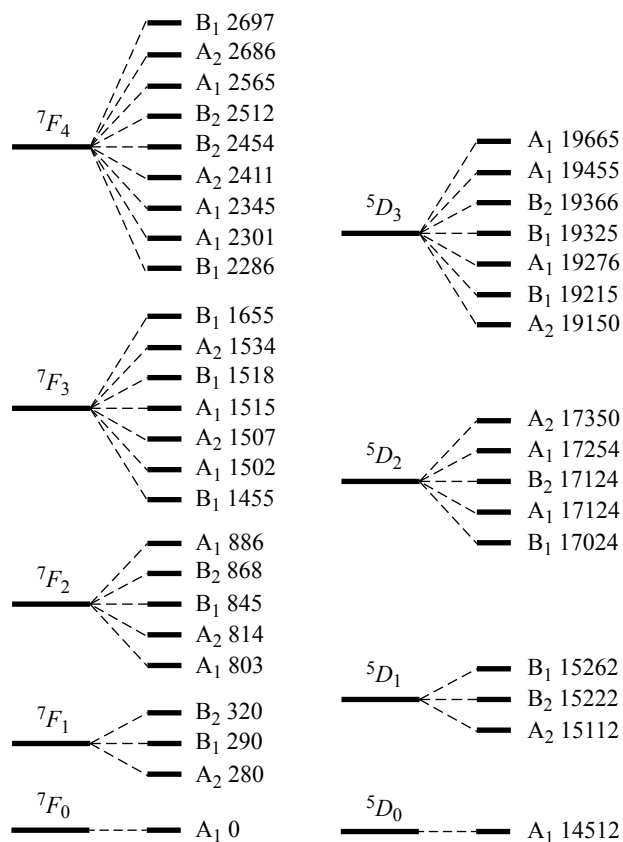 B₁ 2697
A₂ 2686
A₁ 2565
B₂ 2512
⁷F₄
B₂ 2454
A₂ 2411
A₁ 2345
A₁ 2301
B₁ 2286
B₁ 1655
A₂ 1534
B₁ 1518
⁷F₃
A₁ 1515
A₂ 1507
A₁ 1502
B₁ 1455
A₁ 886
B₂ 868
⁷F₂
B₁ 845
A₂ 814
A₁ 803
B₂ 320
⁷F₁
B₁ 290
A₂ 280
⁷F₀
A₁ 0
A₁ 19665
A₁ 19455
B₂ 19366
⁵D₃
B₁ 19325
A₁ 19276
B₁ 19215
A₂ 19150
A₂ 17350
A₁ 17254
⁵D₂
B₂ 17124
A₁ 17124
B₁ 17024
B₁ 15262
⁵D₁
B₂ 15222
A₂ 15112
⁵D₀
A₁ 14512